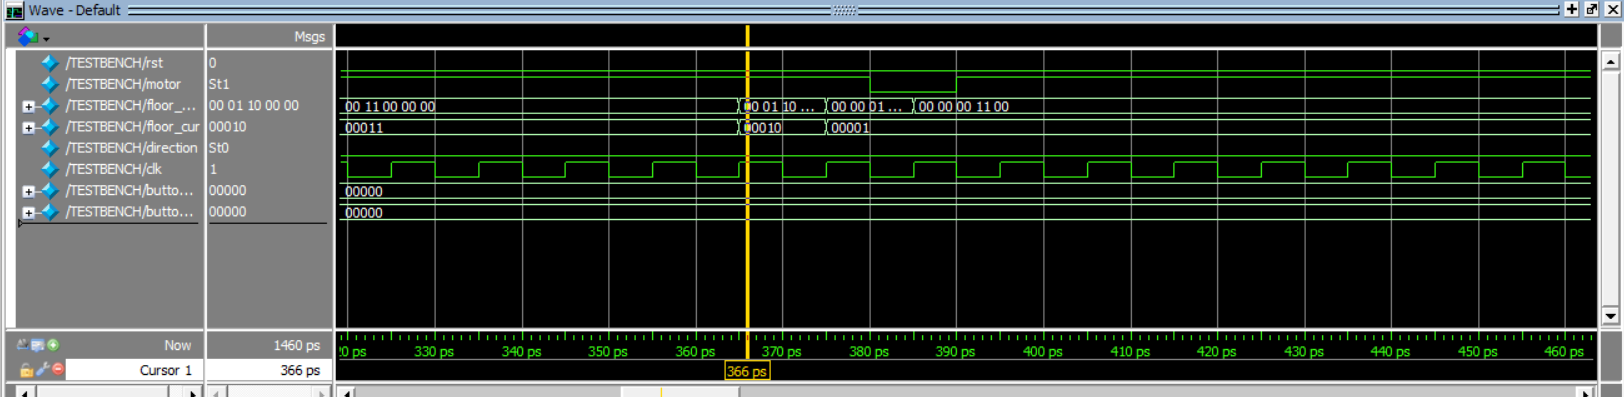 Wave - Default
Msgs
/TESTBENCH/rst 0
/TESTBENCH/motor St1
/TESTBENCH/floor_... 00 01 10 00 00 00 11 00 00 00 00 01 10 ... 00 00 01 ... 00 00 00 11 00
/TESTBENCH/floor_cur 00010 00011 0010 00001
/TESTBENCH/direction St0
/TESTBENCH/clk 1
/TESTBENCH/butto... 00000 00000
/TESTBENCH/butto... 00000 00000
Now 1460 ps 20 ps 330 ps 340 ps 350 ps 360 ps 370 ps 380 ps 390 ps 400 ps 410 ps 420 ps 430 ps 440 ps 450 ps 460 ps
Cursor 1 366 ps 366 ps